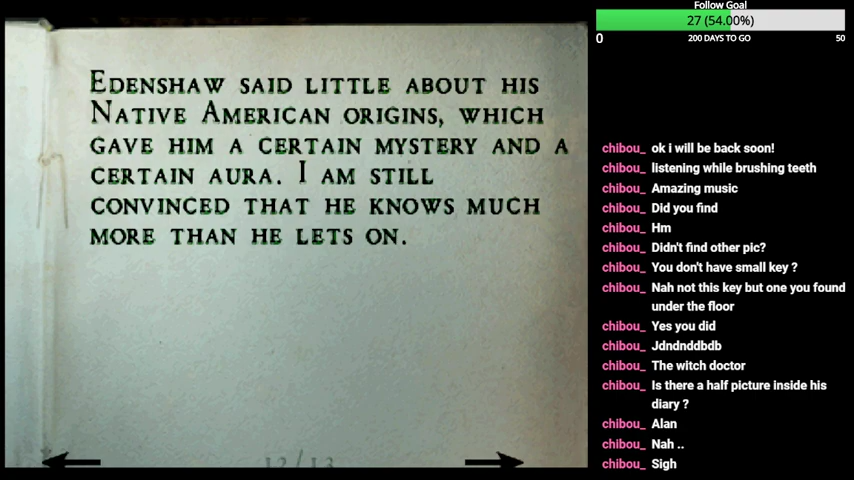 Follow Goal
27 (54.00%)
0
200 DAYS TO GO
50
EDENSHAW SAID LITTLE ABOUT HIS
NATIVE AMERICAN ORIGINS, WHICH
GAVE HIM A CERTAIN MYSTERY AND A
CERTAIN AURA. I AM STILL
CONVINCED THAT HE KNOWS MUCH
MORE THAN HE LETS ON.
12/13
chibou_ ok i will be back soon!
chibou_ listening while brushing teeth
chibou_ Amazing music
chibou_ Did you find
chibou_ Hm
chibou_ Didn't find other pic?
chibou_ You don't have small key ?
chibou_ Nah not this key but one you found
under the floor
chibou_ Yes you did
chibou_ Jdndnddbdb
chibou_ The witch doctor
chibou_ Is there a half picture inside his
diary ?
chibou_ Alan
chibou_ Nah ..
chibou_ Sigh